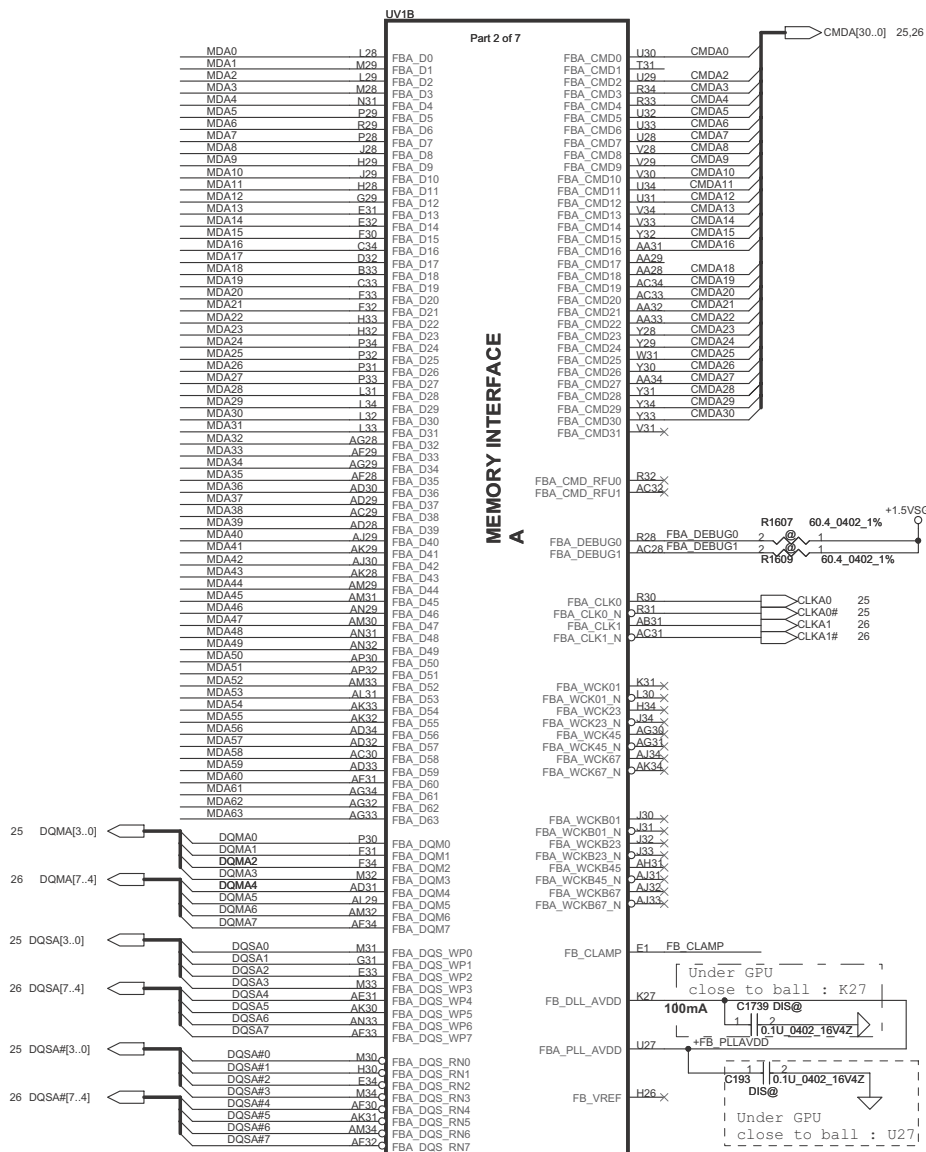 UV1B
Part 2 of 7
MEMORY INTERFACE
A
MDA0 L28 FBA_D0
MDA1 M29 FBA_D1
MDA2 L29 FBA_D2
MDA3 M28 FBA_D3
MDA4 N31 FBA_D4
MDA5 P29 FBA_D5
MDA6 R29 FBA_D6
MDA7 P28 FBA_D7
MDA8 J28 FBA_D8
MDA9 H29 FBA_D9
MDA10 J29 FBA_D10
MDA11 H28 FBA_D11
MDA12 G29 FBA_D12
MDA13 E31 FBA_D13
MDA14 E32 FBA_D14
MDA15 F30 FBA_D15
MDA16 C34 FBA_D16
MDA17 D32 FBA_D17
MDA18 B33 FBA_D18
MDA19 C33 FBA_D19
MDA20 F33 FBA_D20
MDA21 F32 FBA_D21
MDA22 H33 FBA_D22
MDA23 H32 FBA_D23
MDA24 P34 FBA_D24
MDA25 P32 FBA_D25
MDA26 P31 FBA_D26
MDA27 P33 FBA_D27
MDA28 L31 FBA_D28
MDA29 L34 FBA_D29
MDA30 L32 FBA_D30
MDA31 L33 FBA_D31
MDA32 AG28 FBA_D32
MDA33 AF29 FBA_D33
MDA34 AG29 FBA_D34
MDA35 AF28 FBA_D35
MDA36 AD30 FBA_D36
MDA37 AD29 FBA_D37
MDA38 AC29 FBA_D38
MDA39 AD28 FBA_D39
MDA40 AJ29 FBA_D40
MDA41 AK29 FBA_D41
MDA42 AJ30 FBA_D42
MDA43 AK28 FBA_D43
MDA44 AM29 FBA_D44
MDA45 AM31 FBA_D45
MDA46 AN29 FBA_D46
MDA47 AM30 FBA_D47
MDA48 AN31 FBA_D48
MDA49 AN32 FBA_D49
MDA50 AP30 FBA_D50
MDA51 AP32 FBA_D51
MDA52 AM33 FBA_D52
MDA53 AL31 FBA_D53
MDA54 AK33 FBA_D54
MDA55 AK32 FBA_D55
MDA56 AD34 FBA_D56
MDA57 AD32 FBA_D57
MDA58 AC30 FBA_D58
MDA59 AD33 FBA_D59
MDA60 AF31 FBA_D60
MDA61 AG34 FBA_D61
MDA62 AG32 FBA_D62
MDA63 AG33 FBA_D63
25 DQMA[3..0]
26 DQMA[7..4]
DQMA0 P30 FBA_DQM0
DQMA1 F31 FBA_DQM1
DQMA2 F34 FBA_DQM2
DQMA3 M32 FBA_DQM3
DQMA4 AD31 FBA_DQM4
DQMA5 AL29 FBA_DQM5
DQMA6 AM32 FBA_DQM6
DQMA7 AF34 FBA_DQM7
25 DQSA[3..0]
26 DQSA[7..4]
DQSA0 M31 FBA_DQS_WP0
DQSA1 G31 FBA_DQS_WP1
DQSA2 E33 FBA_DQS_WP2
DQSA3 M33 FBA_DQS_WP3
DQSA4 AE31 FBA_DQS_WP4
DQSA5 AK30 FBA_DQS_WP5
DQSA6 AN33 FBA_DQS_WP6
DQSA7 AF33 FBA_DQS_WP7
25 DQSA#[3..0]
26 DQSA#[7..4]
DQSA#0 M30 FBA_DQS_RN0
DQSA#1 H30 FBA_DQS_RN1
DQSA#2 E34 FBA_DQS_RN2
DQSA#3 M34 FBA_DQS_RN3
DQSA#4 AF30 FBA_DQS_RN4
DQSA#5 AK31 FBA_DQS_RN5
DQSA#6 AM34 FBA_DQS_RN6
DQSA#7 AF32 FBA_DQS_RN7
CMDA[30..0] 25,26
FBA_CMD0 U30 CMDA0
FBA_CMD1 T31
FBA_CMD2 U29 CMDA2
FBA_CMD3 R34 CMDA3
FBA_CMD4 R33 CMDA4
FBA_CMD5 U32 CMDA5
FBA_CMD6 U33 CMDA6
FBA_CMD7 U28 CMDA7
FBA_CMD8 V28 CMDA8
FBA_CMD9 V29 CMDA9
FBA_CMD10 V30 CMDA10
FBA_CMD11 U34 CMDA11
FBA_CMD12 U31 CMDA12
FBA_CMD13 V34 CMDA13
FBA_CMD14 V33 CMDA14
FBA_CMD15 Y32 CMDA15
FBA_CMD16 AA31 CMDA16
FBA_CMD17 AA29
FBA_CMD18 AA28 CMDA18
FBA_CMD19 AC34 CMDA19
FBA_CMD20 AC33 CMDA20
FBA_CMD21 AA32 CMDA21
FBA_CMD22 AA33 CMDA22
FBA_CMD23 Y28 CMDA23
FBA_CMD24 Y29 CMDA24
FBA_CMD25 W31 CMDA25
FBA_CMD26 Y30 CMDA26
FBA_CMD27 AA34 CMDA27
FBA_CMD28 Y31 CMDA28
FBA_CMD29 Y34 CMDA29
FBA_CMD30 Y33 CMDA30
FBA_CMD31 V31
FBA_CMD_RFU0 R32
FBA_CMD_RFU1 AC32
+1.5VSG
FBA_DEBUG0 R28 FBA_DEBUG0 2 R1607 @ 1 60.4_0402_1%
FBA_DEBUG1 AC28 FBA_DEBUG1 2 R1609 @ 1 60.4_0402_1%
FBA_CLK0 R30 CLKA0 25
FBA_CLK0_N R31 CLKA0# 25
FBA_CLK1 AB31 CLKA1 26
FBA_CLK1_N AC31 CLKA1# 26
FBA_WCK01 K31
FBA_WCK01_N L30
FBA_WCK23 H34
FBA_WCK23_N J34
FBA_WCK45 AG30
FBA_WCK45_N AG31
FBA_WCK67 AJ34
FBA_WCK67_N AK34
FBA_WCKB01 J30
FBA_WCKB01_N J31
FBA_WCKB23 J32
FBA_WCKB23_N J33
FBA_WCKB45 AH31
FBA_WCKB45_N AJ31
FBA_WCKB67 AJ32
FBA_WCKB67_N AJ33
FB_CLAMP E1 FB_CLAMP
Under GPU
close to ball : K27
FB_DLL_AVDD K27
100mA
C1739 DIS@
1 2
0.1U_0402_16V4Z
FBA_PLL_AVDD U27 +FB_PLLAVDD
1 2
C193 0.1U_0402_16V4Z
DIS@
FB_VREF H26
Under GPU
close to ball : U27